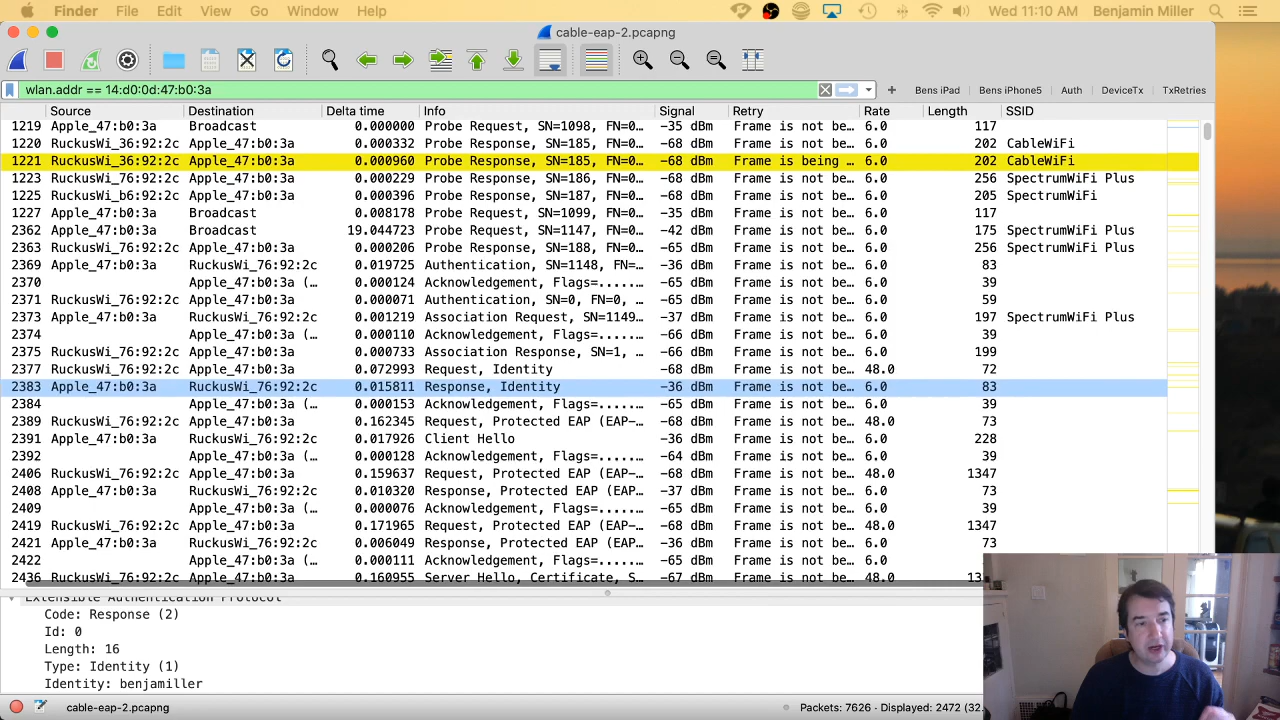 Finder File Edit View Go Window Help Wed 11:10 AM Benjamin Miller
cable-eap-2.pcapng
wlan.addr == 14:d0:0d:47:b0:3a Bens iPad Bens iPhone5 Auth DeviceTx TxRetries
Source Destination Delta time Info Signal Retry Rate Length SSID
1219 Apple_47:b0:3a Broadcast 0.000000 Probe Request, SN=1098, FN=0… -35 dBm Frame is not be… 6.0 117
1220 RuckusWi_36:92:2c Apple_47:b0:3a 0.000332 Probe Response, SN=185, FN=0… -68 dBm Frame is not be… 6.0 202 CableWiFi
1221 RuckusWi_36:92:2c Apple_47:b0:3a 0.000960 Probe Response, SN=185, FN=0… -68 dBm Frame is being … 6.0 202 CableWiFi
1223 RuckusWi_76:92:2c Apple_47:b0:3a 0.000229 Probe Response, SN=186, FN=0… -68 dBm Frame is not be… 6.0 256 SpectrumWiFi Plus
1225 RuckusWi_b6:92:2c Apple_47:b0:3a 0.000396 Probe Response, SN=187, FN=0… -68 dBm Frame is not be… 6.0 205 SpectrumWiFi
1227 Apple_47:b0:3a Broadcast 0.008178 Probe Request, SN=1099, FN=0… -35 dBm Frame is not be… 6.0 117
2362 Apple_47:b0:3a Broadcast 19.044723 Probe Request, SN=1147, FN=0… -42 dBm Frame is not be… 6.0 175 SpectrumWiFi Plus
2363 RuckusWi_76:92:2c Apple_47:b0:3a 0.000206 Probe Response, SN=188, FN=0… -65 dBm Frame is not be… 6.0 256 SpectrumWiFi Plus
2369 Apple_47:b0:3a RuckusWi_76:92:2c 0.019725 Authentication, SN=1148, FN=… -36 dBm Frame is not be… 6.0 83
2370 Apple_47:b0:3a (… 0.000124 Acknowledgement, Flags=...…  -65 dBm Frame is not be… 6.0 39
2371 RuckusWi_76:92:2c Apple_47:b0:3a 0.000071 Authentication, SN=0, FN=0, … -65 dBm Frame is not be… 6.0 59
2373 Apple_47:b0:3a RuckusWi_76:92:2c 0.001219 Association Request, SN=1149… -37 dBm Frame is not be… 6.0 197 SpectrumWiFi Plus
2374 Apple_47:b0:3a (… 0.000110 Acknowledgement, Flags=...… -66 dBm Frame is not be… 6.0 39
2375 RuckusWi_76:92:2c Apple_47:b0:3a 0.000733 Association Response, SN=1, … -66 dBm Frame is not be… 6.0 199
2377 RuckusWi_76:92:2c Apple_47:b0:3a 0.072993 Request, Identity -68 dBm Frame is not be… 48.0 72
2383 Apple_47:b0:3a RuckusWi_76:92:2c 0.015811 Response, Identity -36 dBm Frame is not be… 6.0 83
2384 Apple_47:b0:3a (… 0.000153 Acknowledgement, Flags=...… -65 dBm Frame is not be… 6.0 39
2389 RuckusWi_76:92:2c Apple_47:b0:3a 0.162345 Request, Protected EAP (EAP-… -68 dBm Frame is not be… 48.0 73
2391 Apple_47:b0:3a RuckusWi_76:92:2c 0.017926 Client Hello -36 dBm Frame is not be… 6.0 228
2392 Apple_47:b0:3a (… 0.000128 Acknowledgement, Flags=...… -64 dBm Frame is not be… 6.0 39
2406 RuckusWi_76:92:2c Apple_47:b0:3a 0.159637 Request, Protected EAP (EAP-… -68 dBm Frame is not be… 48.0 1347
2408 Apple_47:b0:3a RuckusWi_76:92:2c 0.010320 Response, Protected EAP (EAP… -37 dBm Frame is not be… 6.0 73
2409 Apple_47:b0:3a (… 0.000076 Acknowledgement, Flags=...… -65 dBm Frame is not be… 6.0 39
2419 RuckusWi_76:92:2c Apple_47:b0:3a 0.171965 Request, Protected EAP (EAP-… -68 dBm Frame is not be… 48.0 1347
2421 Apple_47:b0:3a RuckusWi_76:92:2c 0.006049 Response, Protected EAP (EAP… -36 dBm Frame is not be… 6.0 73
2422 Apple_47:b0:3a (… 0.000111 Acknowledgement, Flags=...… -65 dBm Frame is not be… 6.0
2436 RuckusWi_76:92:2c Apple_47:b0:3a 0.160955 Server Hello, Certificate, S… -67 dBm Frame is not be… 48.0
Extensible Authentication Protocol
Code: Response (2)
Id: 0
Length: 16
Type: Identity (1)
Identity: benjamiller
cable-eap-2.pcapng Packets: 7626 · Displayed: 2472 (32.